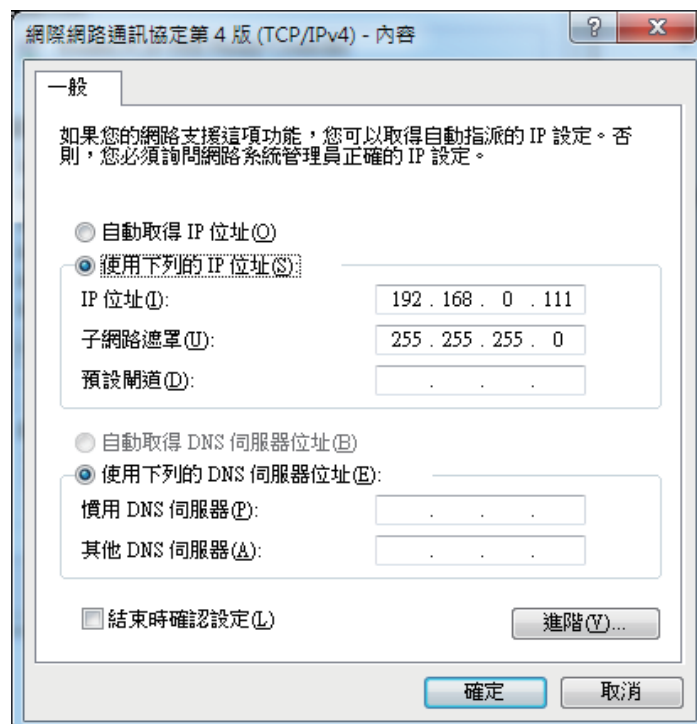 網際網路通訊協定第 4 版 (TCP/IPv4) - 內容
一般
如果您的網路支援這項功能，您可以取得自動指派的 IP 設定。否
則，您必須詢問網路系統管理員正確的 IP 設定。
自動取得 IP 位址(O)
使用下列的 IP 位址(S):
IP 位址(I): 192 . 168 . 0 . 111
子網路遮罩(U): 255 . 255 . 255 . 0
預設閘道(D): . . .
自動取得 DNS 伺服器位址(B)
使用下列的 DNS 伺服器位址(E):
慣用 DNS 伺服器(P): . . .
其他 DNS 伺服器(A): . . .
結束時確認設定(L)
進階(V)...
確定 取消